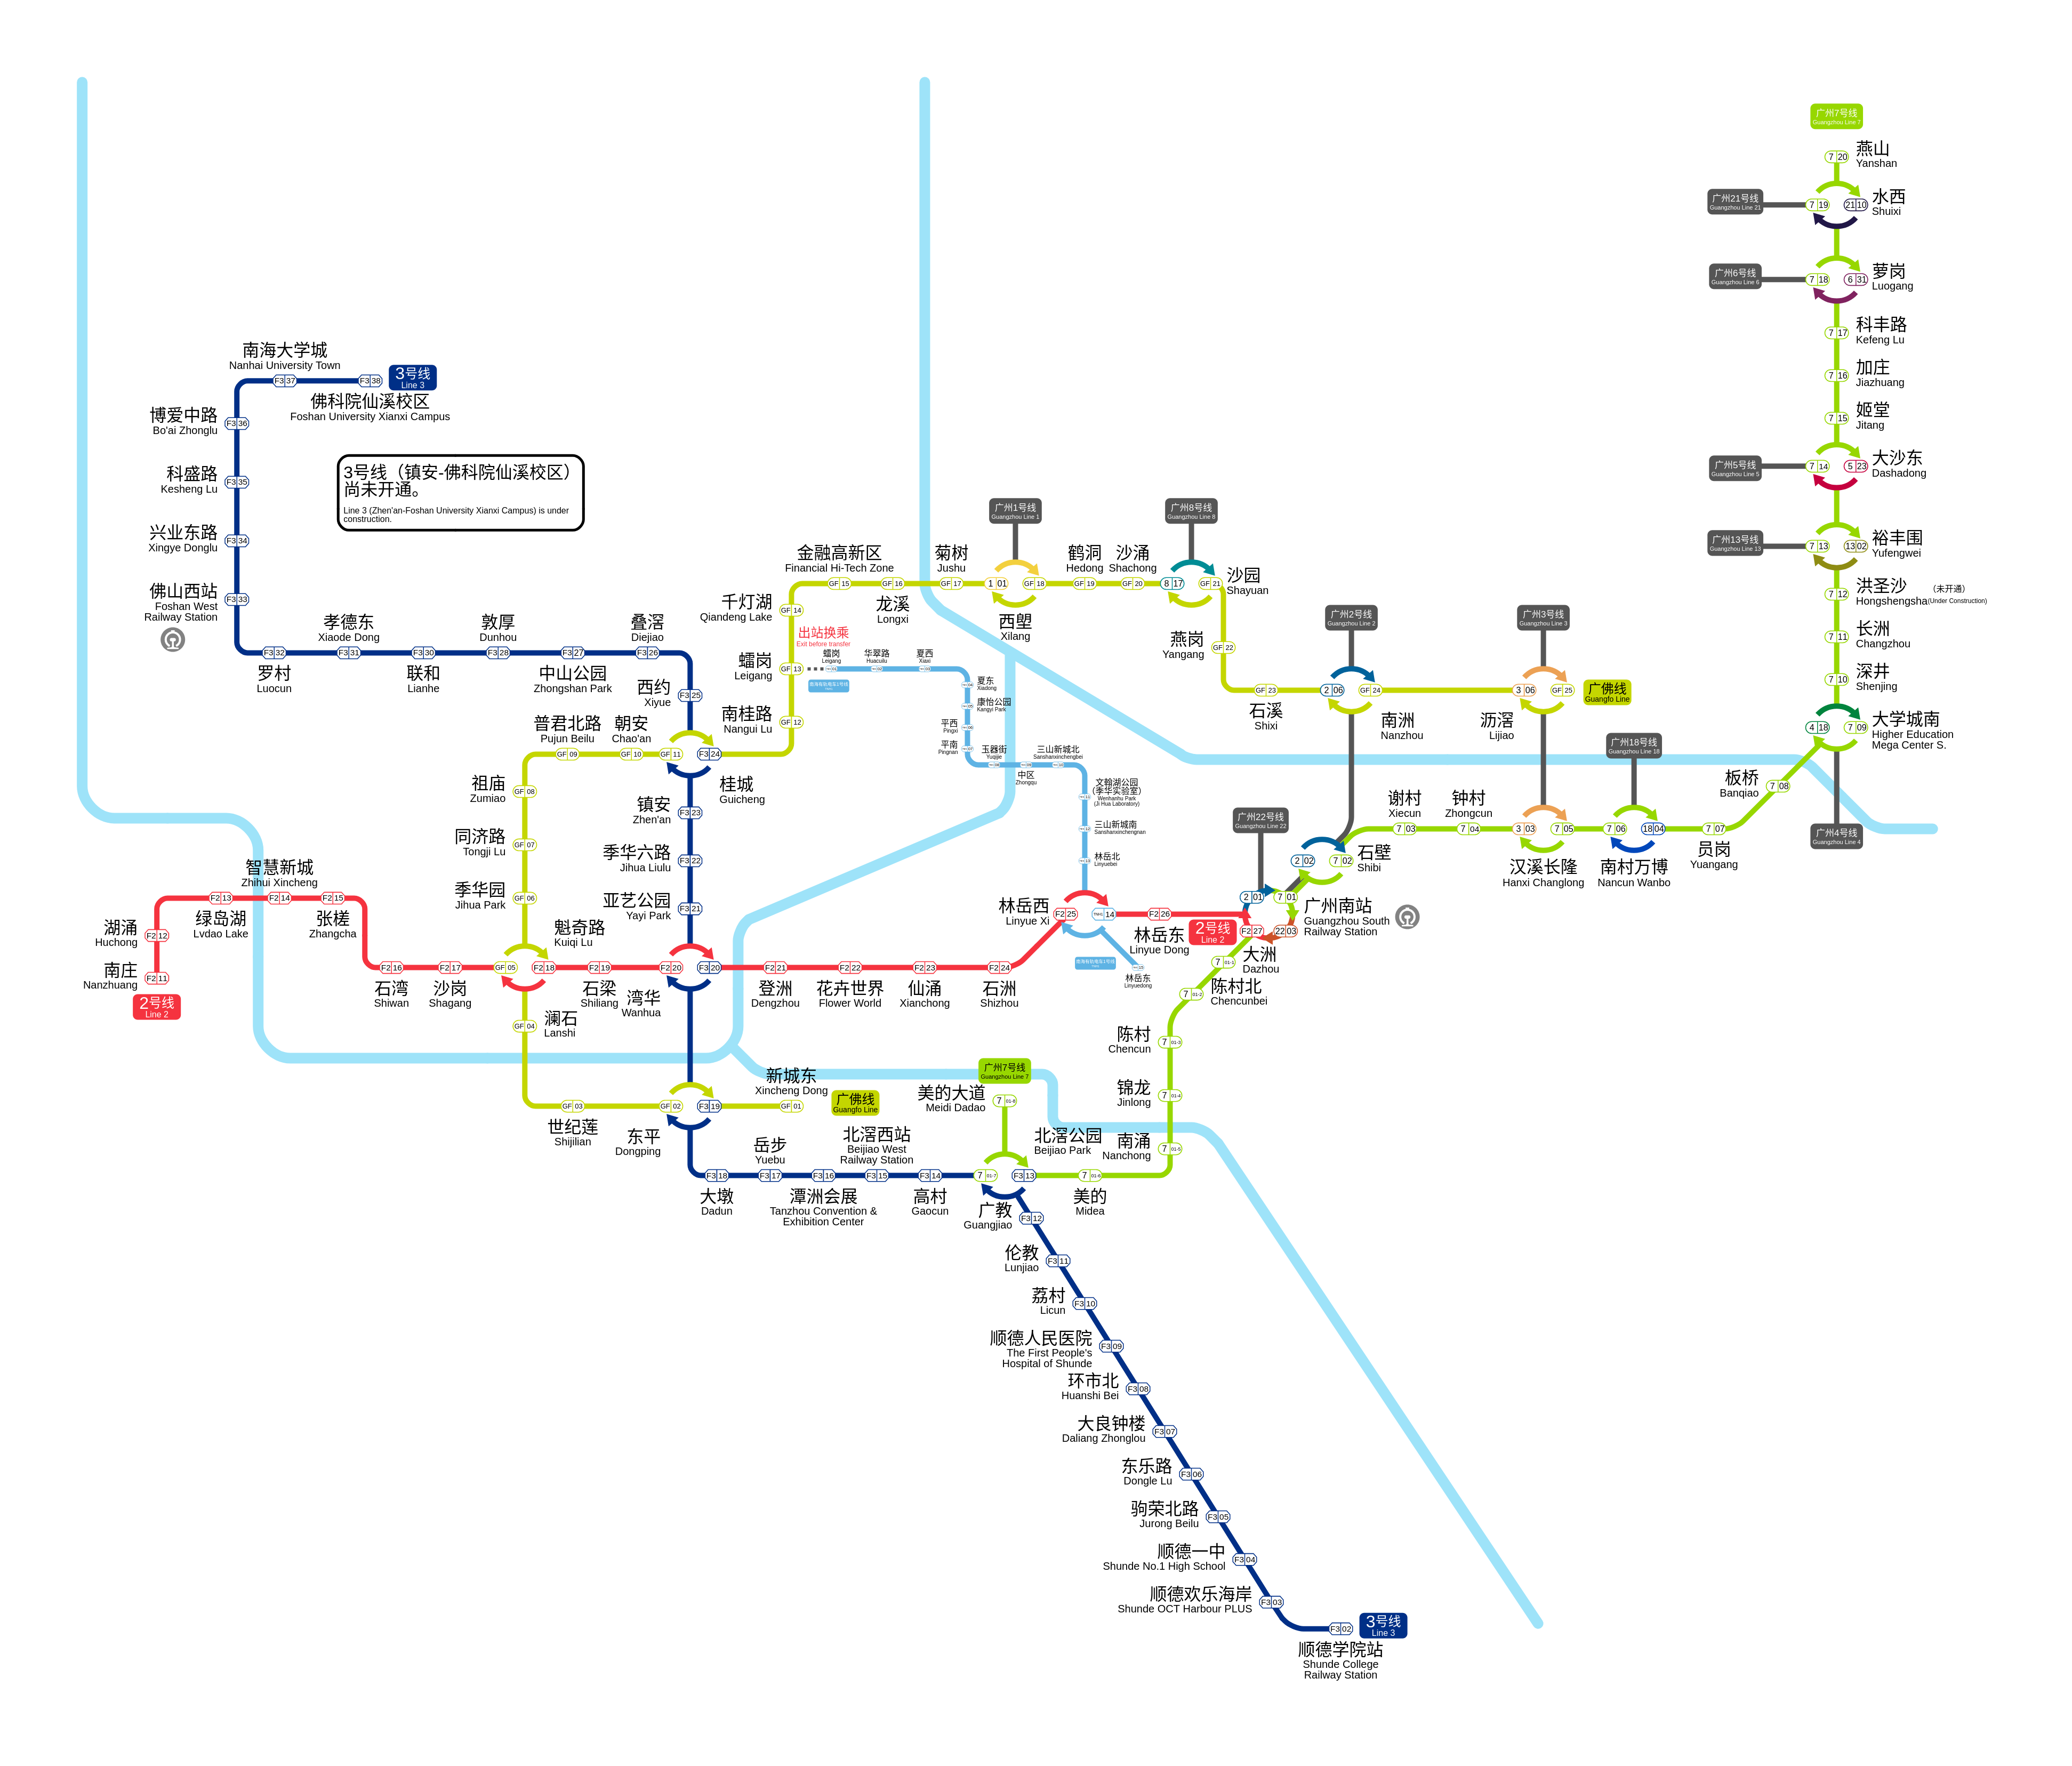 广州7号线
Guangzhou Line 7
7 20
燕山
Yanshan
广州21号线
Guangzhou Line 21
7 19
21 10
水西
Shuixi
广州6号线
Guangzhou Line 6
7 18
6 31
萝岗
Luogang
7 17
科丰路
Kefeng Lu
7 16
加庄
Jiazhuang
7 15
姬堂
Jitang
广州5号线
Guangzhou Line 5
7 14
5 23
大沙东
Dashadong
广州13号线
Guangzhou Line 13
7 13
13 02
裕丰围
Yufengwei
7 12
洪圣沙
(未开通)
Hongshengsha(Under Construction)
7 11
长洲
Changzhou
7 10
深井
Shenjing
4 18
7 09
大学城南
Higher Education
Mega Center S.
广州4号线
Guangzhou Line 4
板桥
Banqiao
7 08
7 07
员岗
Yuangang
广州18号线
Guangzhou Line 18
7 06
18 04
南村万博
Nancun Wanbo
3 03
7 05
汉溪长隆
Hanxi Changlong
钟村
Zhongcun
7 04
谢村
Xiecun
7 03
2 02
7 02
石壁
Shibi
广州22号线
Guangzhou Line 22
2 01
7 01
F2 27
22 03
广州南站
Guangzhou South
Railway Station
2号线
Line 2
7 01-1
大洲
Dazhou
7 01-2
陈村北
Chencunbei
陈村
Chencun
7 01-3
锦龙
Jinlong
7 01-4
南涌
Nanchong
7 01-5
7 01-6
美的
Midea
北滘公园
Beijiao Park
广州7号线
Guangzhou Line 7
美的大道
Meidi Dadao
7 01-8
南海大学城
Nanhai University Town
F3 37
F3 38
3号线
Line 3
佛科院仙溪校区
Foshan University Xianxi Campus
博爱中路
Bo'ai Zhonglu
F3 36
科盛路
Kesheng Lu
F3 35
兴业东路
Xingye Donglu
F3 34
佛山西站
Foshan West
Railway Station
F3 33
3号线（镇安-佛科院仙溪校区）
尚未开通。
Line 3 (Zhen'an-Foshan University Xianxi Campus) is under
construction.
F3 32
罗村
Luocun
孝德东
Xiaode Dong
F3 31
F3 30
联和
Lianhe
敦厚
Dunhou
F3 28
F3 27
中山公园
Zhongshan Park
叠滘
Diejiao
F3 26
西约
Xiyue
F3 25
GF 11
F3 24
桂城
Guicheng
镇安
Zhen'an
F3 23
季华六路
Jihua Liulu
F3 22
亚艺公园
Yayi Park
F3 21
F2 20
F3 20
湾华
Wanhua
GF 02
F3 19
东平
Dongping
F3 18
大墩
Dadun
岳步
Yuebu
F3 17
F3 16
潭洲会展
Tanzhou Convention &
Exhibition Center
北滘西站
Beijiao West
Railway Station
F3 15
F3 14
高村
Gaocun
7 01-7
F3 13
广教
Guangjiao
F3 12
伦教
Lunjiao
F3 11
荔村
Licun
F3 10
顺德人民医院
The First People's
Hospital of Shunde
F3 09
环市北
Huanshi Bei
F3 08
大良钟楼
Daliang Zhonglou
F3 07
东乐路
Dongle Lu
F3 06
驹荣北路
Jurong Beilu
F3 05
顺德一中
Shunde No.1 High School
F3 04
顺德欢乐海岸
Shunde OCT Harbour PLUS
F3 03
F3 02
3号线
Line 3
顺德学院站
Shunde College
Railway Station
新城东
Xincheng Dong
GF 01
广佛线
Guangfo Line
GF 03
世纪莲
Shijilian
GF 04
澜石
Lanshi
GF 05
F2 18
魁奇路
Kuiqi Lu
季华园
Jihua Park
GF 06
同济路
Tongji Lu
GF 07
祖庙
Zumiao
GF 08
普君北路
Pujun Beilu
GF 09
朝安
Chao'an
GF 10
南桂路
Nangui Lu
GF 12
出站换乘
Exit before transfer
𧒽岗
Leigang
GF 13
千灯湖
Qiandeng Lake
GF 14
金融高新区
Financial Hi-Tech Zone
GF 15
GF 16
龙溪
Longxi
菊树
Jushu
GF 17
广州1号线
Guangzhou Line 1
1 01
GF 18
西塱
Xilang
鹤洞
Hedong
GF 19
沙涌
Shachong
GF 20
广州8号线
Guangzhou Line 8
8 17
GF 21
沙园
Shayuan
燕岗
Yangang
GF 22
GF 23
石溪
Shixi
广州2号线
Guangzhou Line 2
2 06
GF 24
南洲
Nanzhou
广州3号线
Guangzhou Line 3
3 06
GF 25
沥滘
Lijiao
广佛线
Guangfo Line
𧒽岗
Leigang
华翠路
Huacuilu
夏西
Xiaxi
夏东
Xiadong
康怡公园
Kangyi Park
平西
Pingxi
平南
Pingnan
玉器街
Yuqijie
中区
Zhongqu
三山新城北
Sanshanxinchengbei
文翰湖公园
(季华实验室)
Wenhanhu Park
(Ji Hua Laboratory)
三山新城南
Sanshanxinchengnan
林岳北
Linyuebei
林岳西
Linyue Xi
F2 25
14
F2 26
林岳东
Linyue Dong
林岳东
Linyuedong
智慧新城
Zhihui Xincheng
F2 13
F2 14
F2 15
绿岛湖
Lvdao Lake
张槎
Zhangcha
湖涌
Huchong
F2 12
南庄
Nanzhuang
F2 11
2号线
Line 2
F2 16
石湾
Shiwan
F2 17
沙岗
Shagang
F2 19
石梁
Shiliang
F2 21
登洲
Dengzhou
F2 22
花卉世界
Flower World
F2 23
仙涌
Xianchong
F2 24
石洲
Shizhou